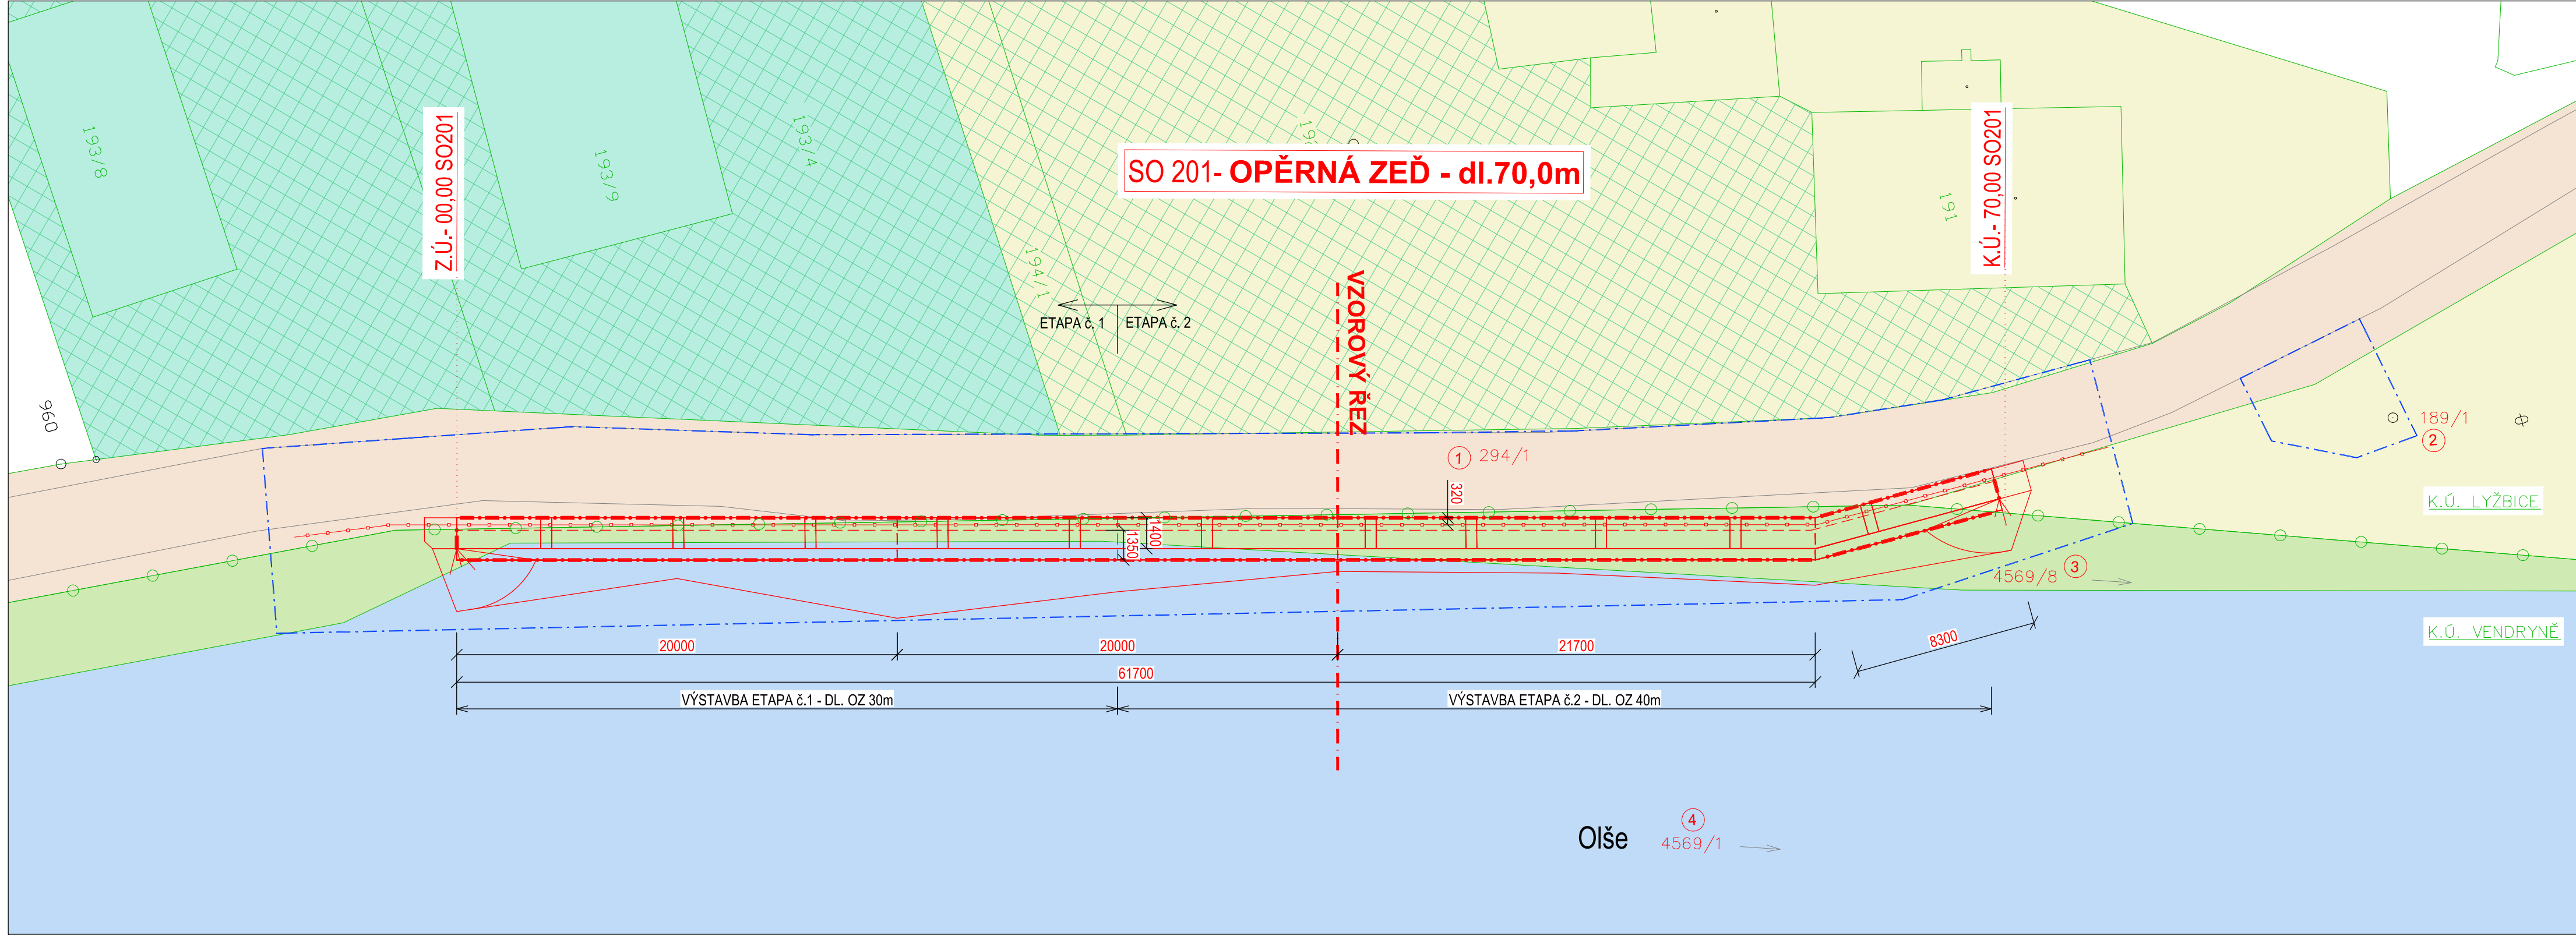 193/8
193/9
193/4
Z.Ú.- 00,00 SO201
SO 201- OPĚRNÁ ZEĎ - dl.70,0m
194/1
191
K.Ú.- 70,00 SO201
VZOROVÝ ŘEZ
ETAPA č. 1
ETAPA č. 2
960
1 294/1
189/1
2
320
1400
1350
K.Ú. LYŽBICE
4569/8 3
K.Ú. VENDRYNĚ
20000
20000
21700
8300
61700
VÝSTAVBA ETAPA č.1 - DL. OZ 30m
VÝSTAVBA ETAPA č.2 - DL. OZ 40m
Olše
4
4569/1